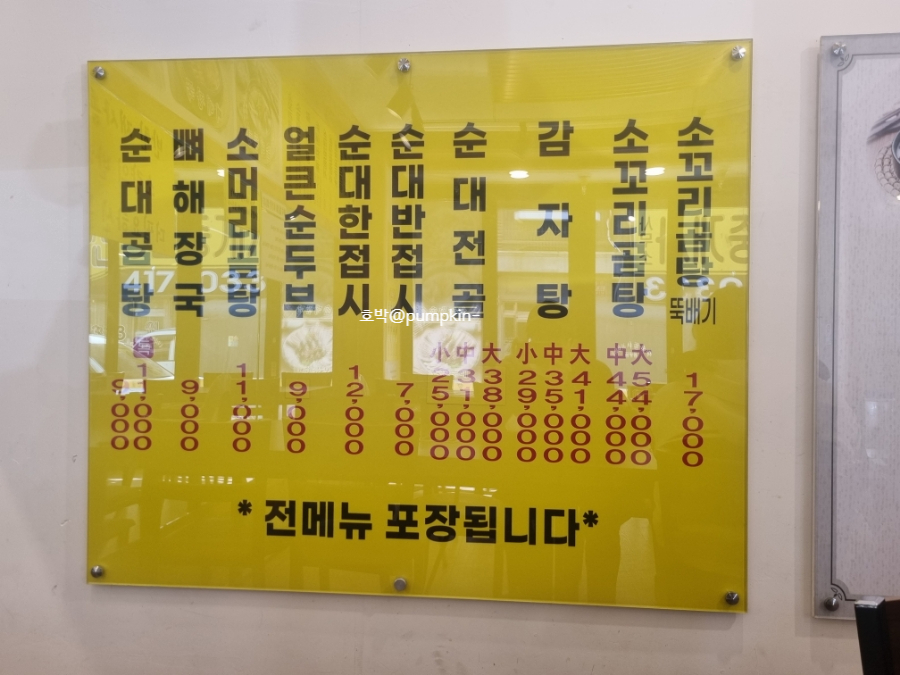 순대곰탕
뼈해장국
소머리곰탕
얼큰순두부
순대한접시
순대반접시
순대전골
감자탕
소꼬리곰탕
소꼬리곰탕 뚝배기
9,000
11,000
9,000
11,000
9,000
12,000
7,000
小 25,000
中 31,000
大 38,000
小 29,000
中 35,000
大 41,000
中 44,000
大 54,000
17,000
* 전메뉴 포장됩니다*
호박@pumpkin~